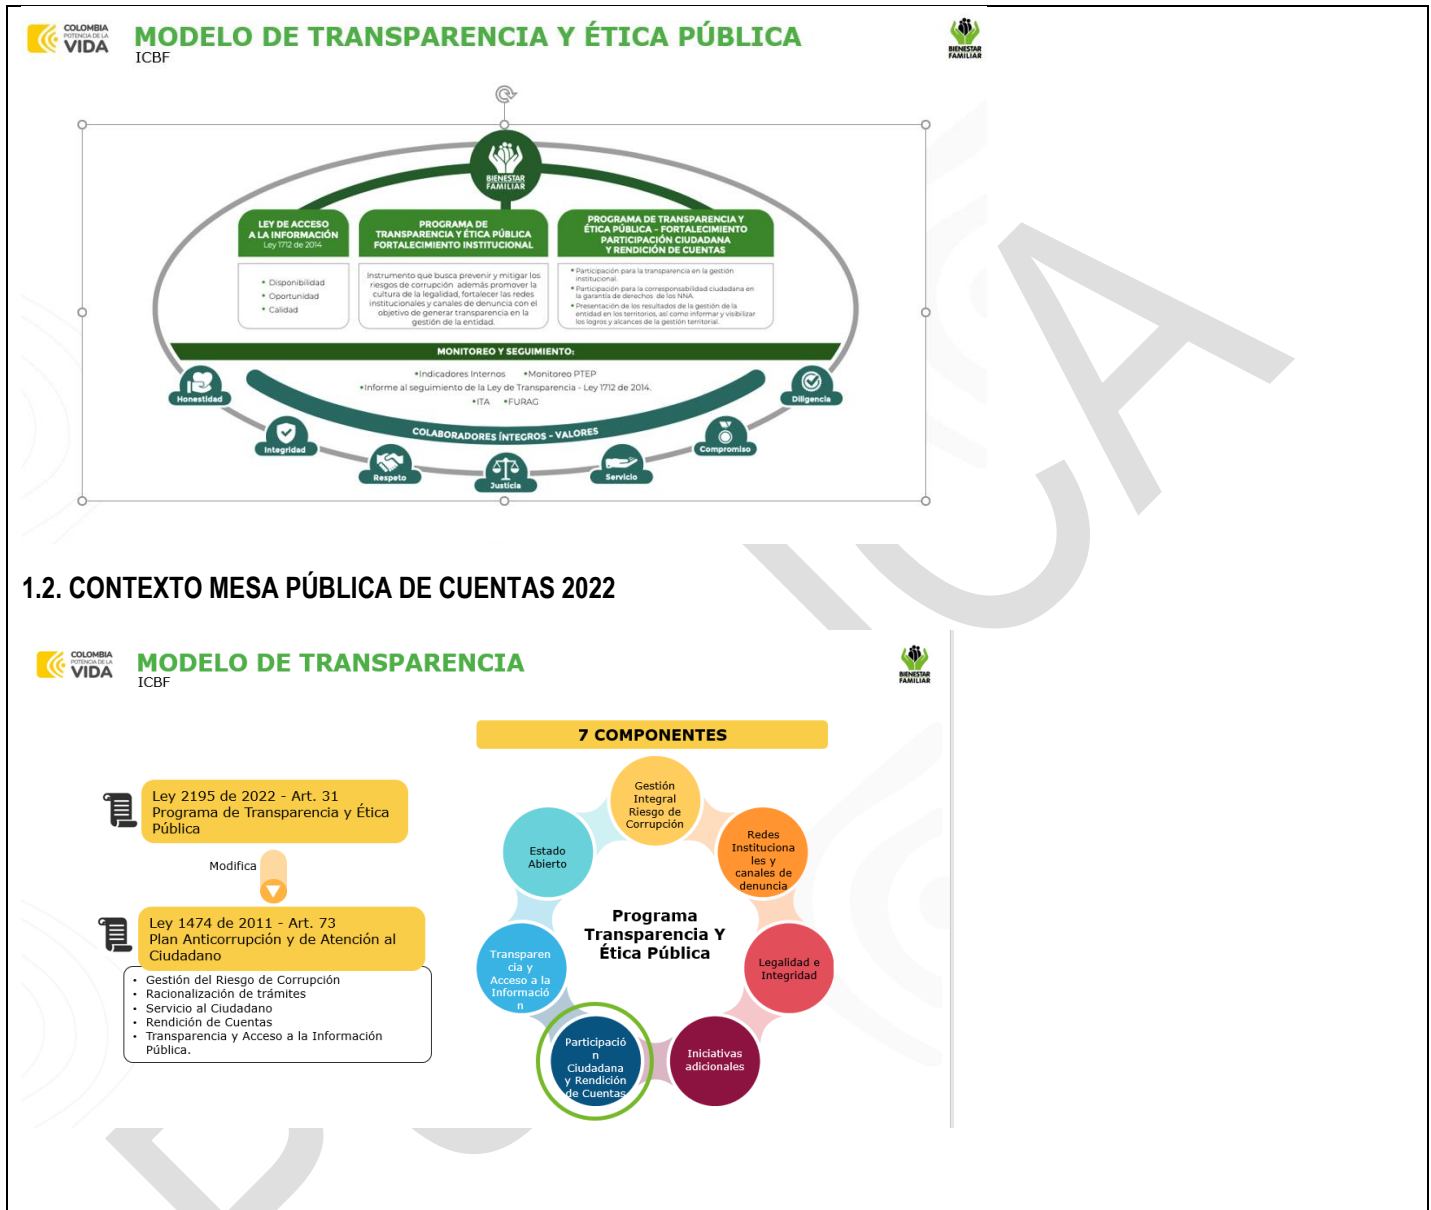 COLOMBIA
POTENCIA DE LA
VIDA
MODELO DE TRANSPARENCIA Y ÉTICA PÚBLICA
ICBF
BIENESTAR
FAMILIAR
BIENESTAR
FAMILIAR
LEY DE ACCESO
A LA INFORMACIÓN
Ley 1712 de 2014
• Disponibilidad
• Oportunidad
• Calidad
PROGRAMA DE
TRANSPARENCIA Y ÉTICA PÚBLICA
FORTALECIMIENTO INSTITUCIONAL
Instrumento que busca prevenir y mitigar los
riesgos de corrupción además promover la
cultura de la legalidad, fortalecer las redes
institucionales y canales de denuncia con el
objetivo de generar transparencia en la
gestión de la entidad.
PROGRAMA DE TRANSPARENCIA Y
ÉTICA PÚBLICA - FORTALECIMIENTO
PARTICIPACIÓN CIUDADANA
Y RENDICIÓN DE CUENTAS
• Participación para la transparencia en la gestión
institucional.
• Participación para la corresponsabilidad ciudadana en
la garantía de derechos de los NNA.
• Presentación de los resultados de la gestión de la
entidad en los territorios, así como informar y visibilizar
los logros y alcances de la gestión territorial.
MONITOREO Y SEGUIMIENTO:
•Indicadores Internos •Monitoreo PTEP
•Informe al seguimiento de la Ley de Transparencia - Ley 1712 de 2014.
•ITA •FURAG
COLABORADORES ÍNTEGROS - VALORES
Honestidad
Integridad
Respeto
Justicia
Servicio
Compromiso
Diligencia
1.2. CONTEXTO MESA PÚBLICA DE CUENTAS 2022
COLOMBIA
POTENCIA DE LA
VIDA
MODELO DE TRANSPARENCIA
ICBF
BIENESTAR
FAMILIAR
Ley 2195 de 2022 - Art. 31
Programa de Transparencia y Ética
Pública
Modifica
Ley 1474 de 2011 - Art. 73
Plan Anticorrupción y de Atención al
Ciudadano
• Gestión del Riesgo de Corrupción
• Racionalización de trámites
• Servicio al Ciudadano
• Rendición de Cuentas
• Transparencia y Acceso a la Información
Pública.
7 COMPONENTES
Gestión
Integral
Riesgo de
Corrupción
Redes
Instituciona
les y
canales de
denuncia
Legalidad e
Integridad
Iniciativas
adicionales
Participació
n
Ciudadana
y Rendición
de Cuentas
Transparen
cia y
Acceso a la
Informació
n
Estado
Abierto
Programa
Transparencia Y
Ética Pública